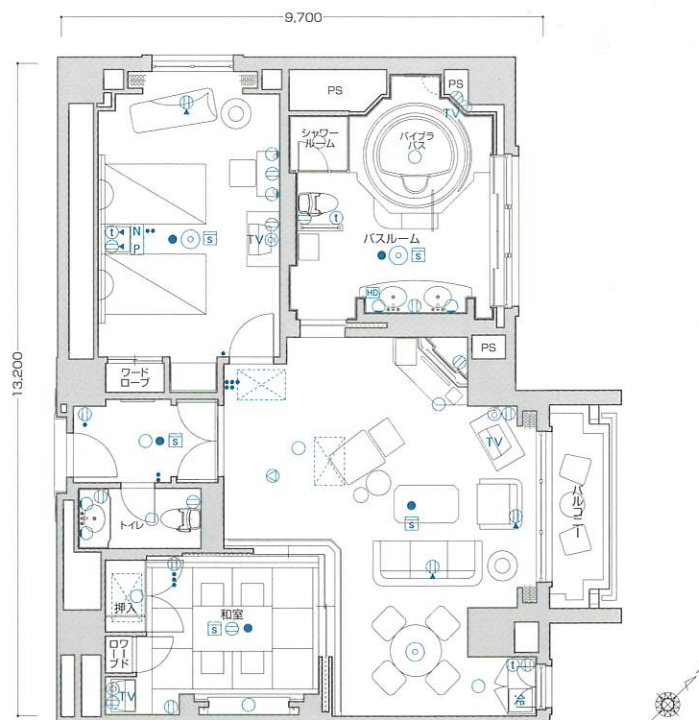 9,700
13,200
PS
PS
TV
シャワー
ルーム
バイブラ
バス
t
N
P
t
S
TV
バスルーム
S
HD
ワード
ローブ
PS
S
TV
S
トイレ
バルコニー
押入
和室
S
ワード
ローブ
TV
t
冷